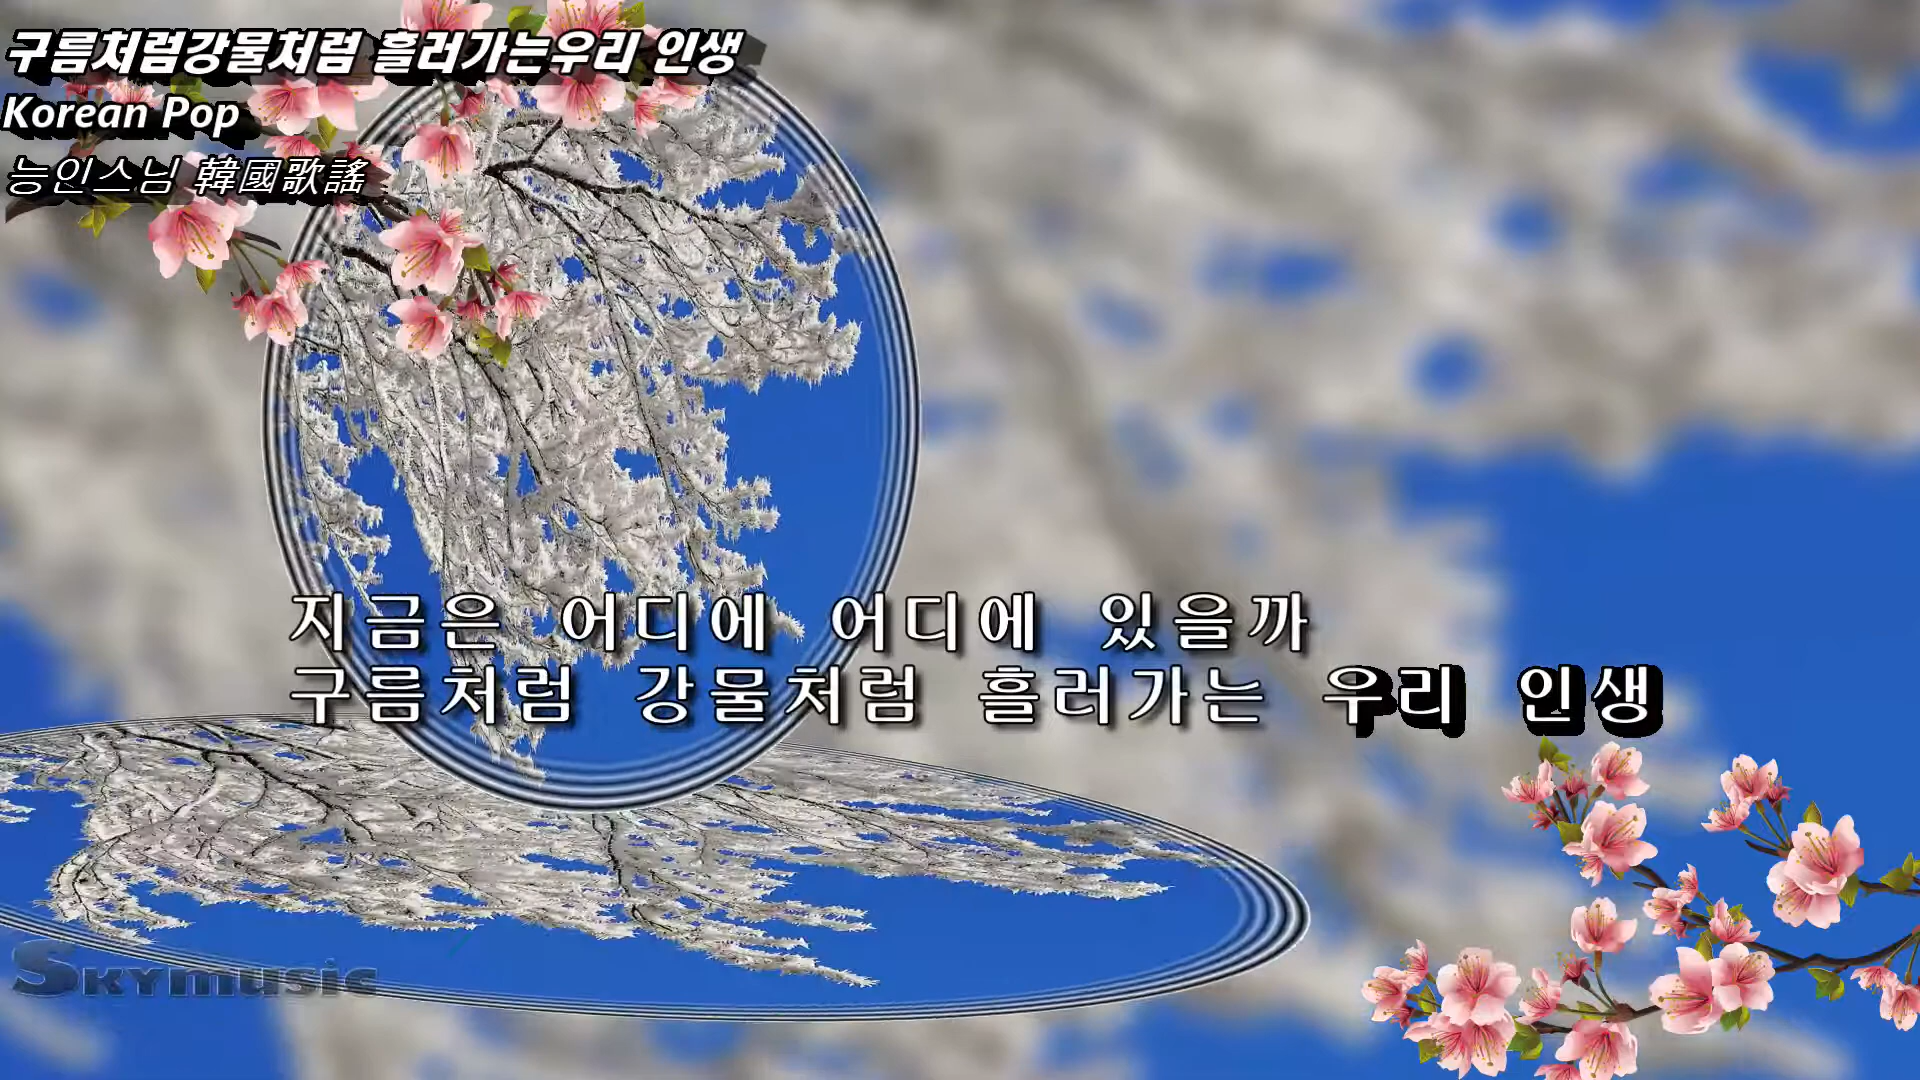 구름처럼강물처럼 흘러가는우리 인생
Korean Pop
능인스님 韓國歌謠
지금은 어디에 어디에 있을까
구름처럼 강물처럼 흘러가는 우리 인생
Skymusic